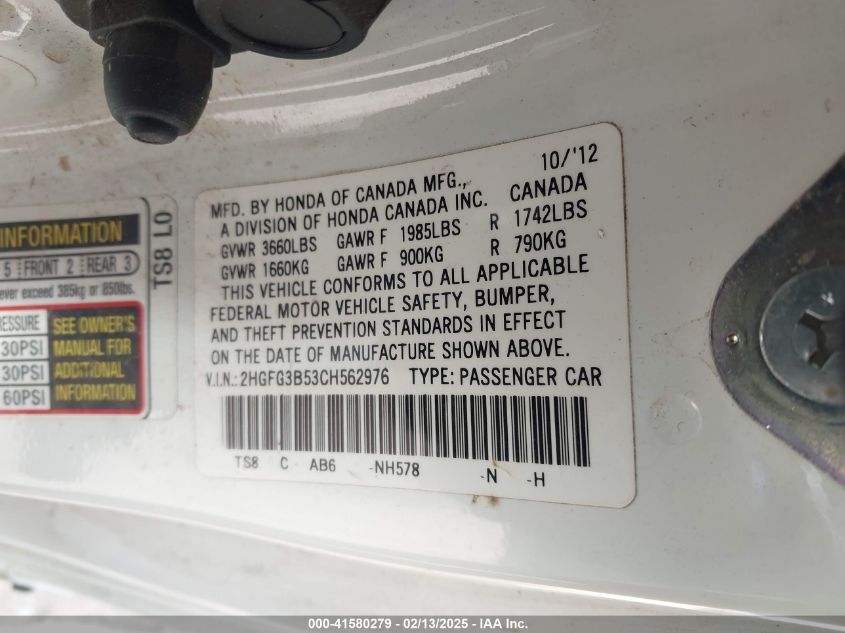 10/'12
MFD. BY HONDA OF CANADA MFG.,
A DIVISION OF HONDA CANADA INC. CANADA
GVWR 3660LBS GAWR F 1985LBS R 1742LBS
GVWR 1660KG GAWR F 900KG R 790KG
THIS VEHICLE CONFORMS TO ALL APPLICABLE
FEDERAL MOTOR VEHICLE SAFETY, BUMPER,
AND THEFT PREVENTION STANDARDS IN EFFECT
ON THE DATE OF MANUFACTURE SHOWN ABOVE.
V.I.N.: 2HGFG3B53CH562976 TYPE: PASSENGER CAR
TS8 C AB6 -NH578 -N -H
INFORMATION
5 FRONT 2 REAR 3
ever exceed 385kg or 850lbs.
RESSURE SEE OWNER'S
30PSI MANUAL FOR
30PSI ADDITIONAL
60PSI INFORMATION
TS8 L0
000-41580279 - 02/13/2025 - IAA Inc.